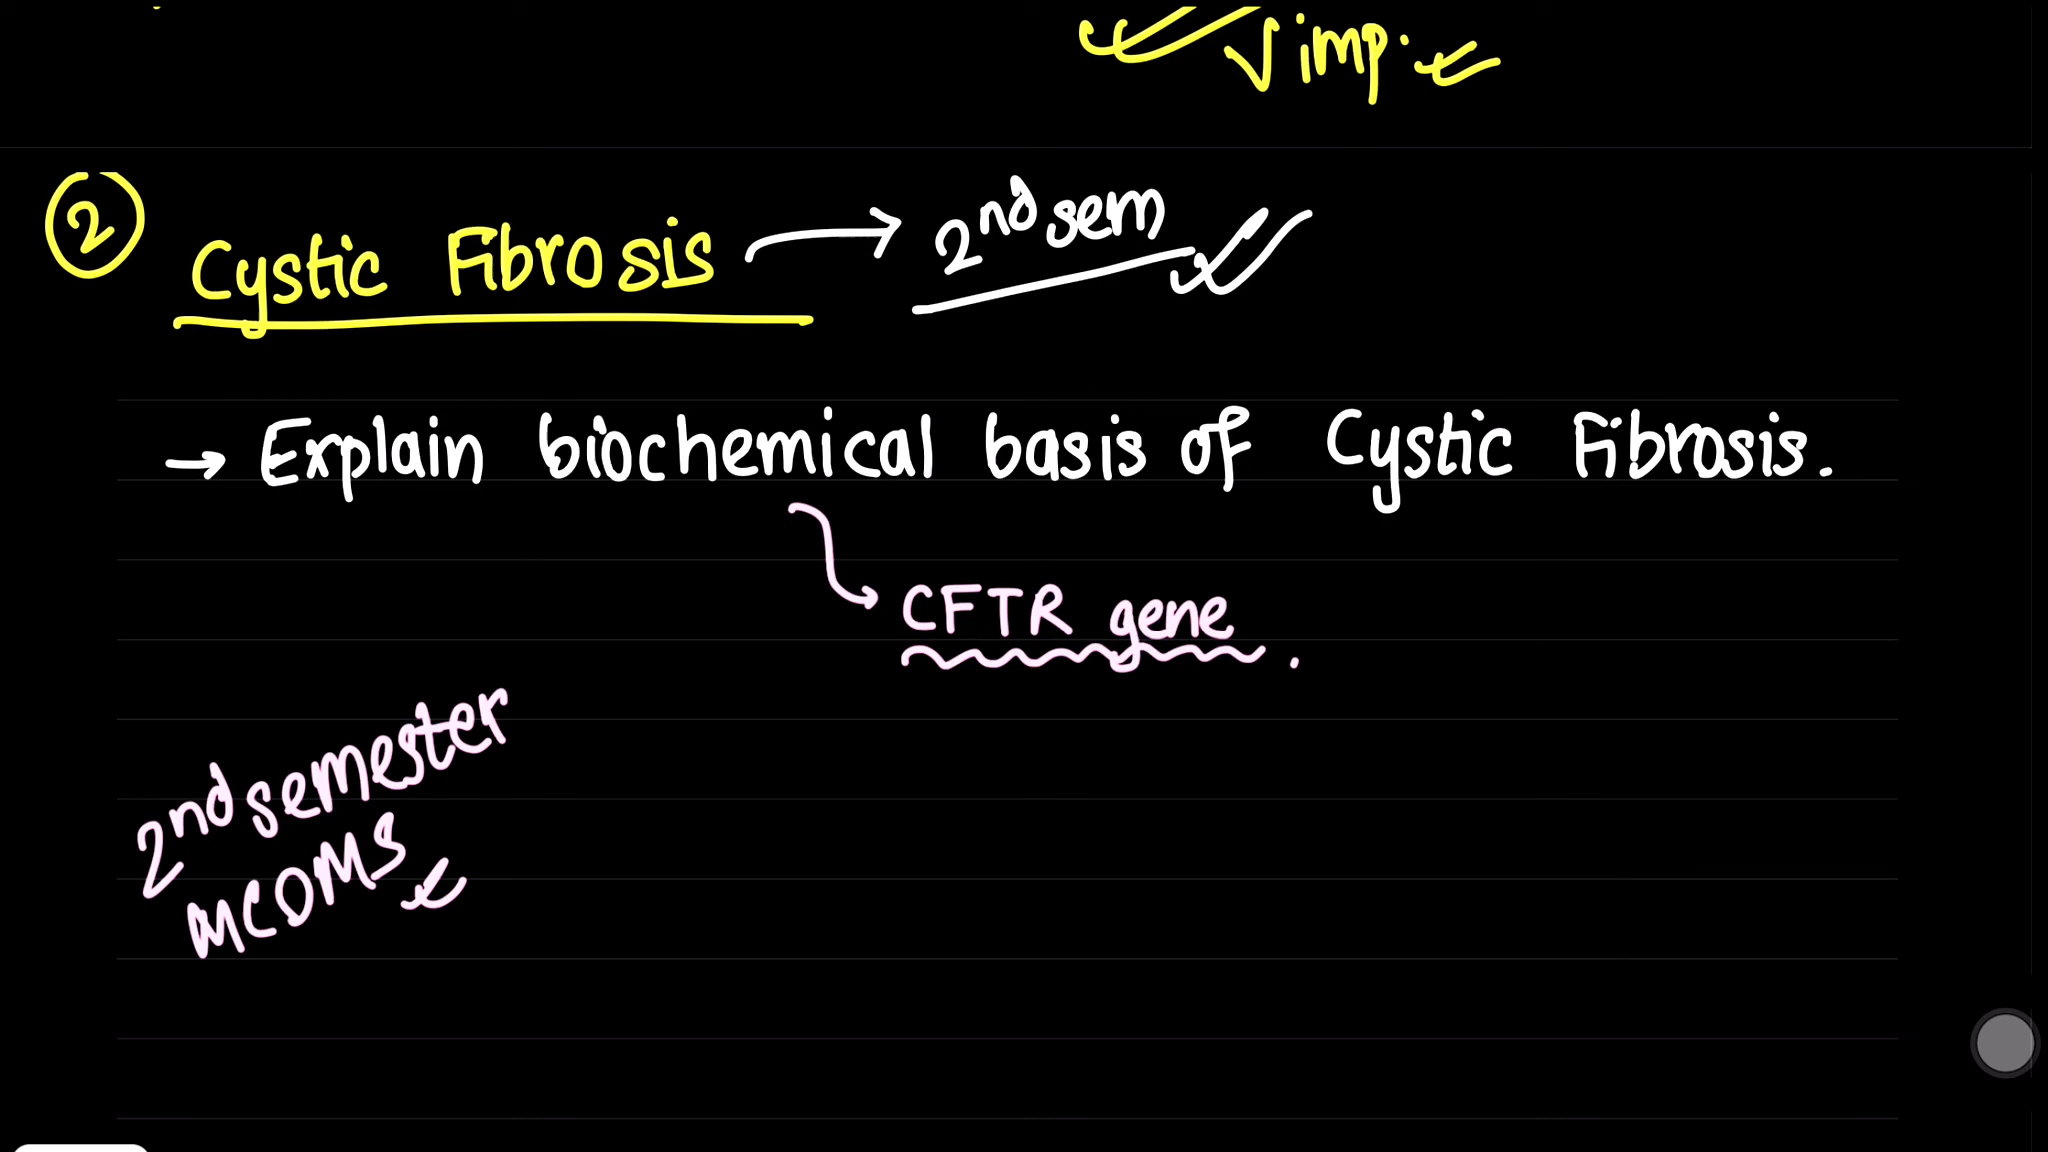 √ imp.
2 Cystic Fibrosis → 2nd sem
→ Explain biochemical basis of Cystic Fibrosis.
CFTR gene.
2nd semester
MCOMS